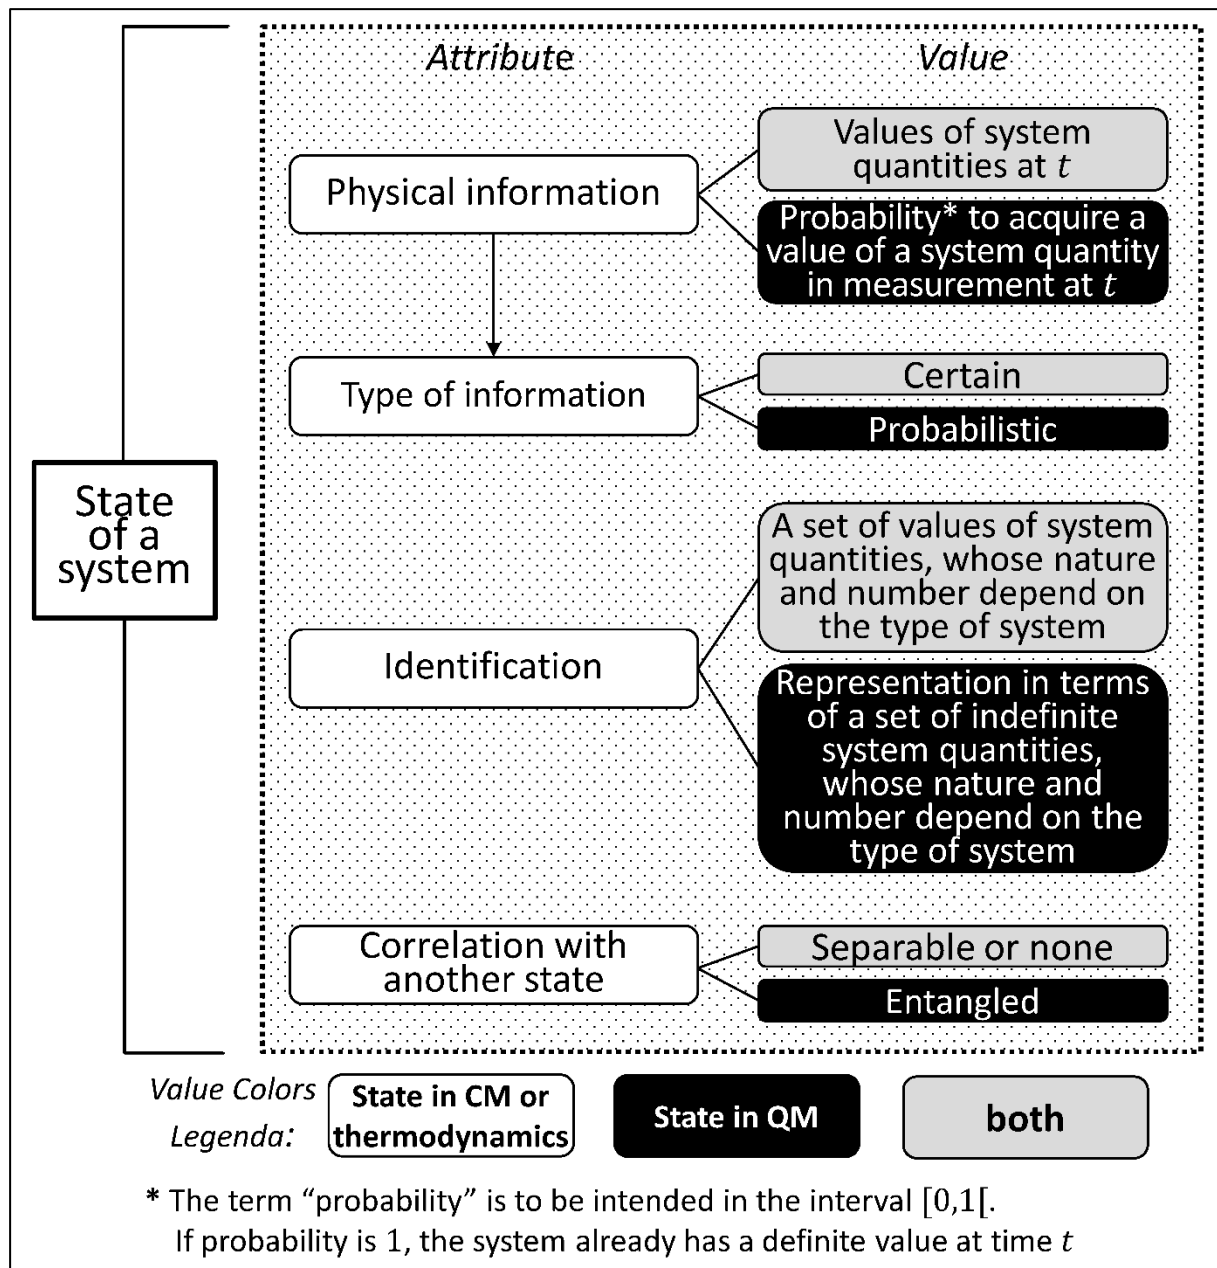 Attribute
Value
State
of a
system
Physical information
Values of system
quantities at t
Probability* to acquire a
value of a system quantity
in measurement at t
Type of information
Certain
Probabilistic
Identification
A set of values of system
quantities, whose nature
and number depend on
the type of system
Representation in terms
of a set of indefinite
system quantities,
whose nature and
number depend on the
type of system
Correlation with
another state
Separable or none
Entangled
Value Colors
Legenda:
State in CM or
thermodynamics
State in QM
both
* The term “probability” is to be intended in the interval [0,1[.
If probability is 1, the system already has a definite value at time t